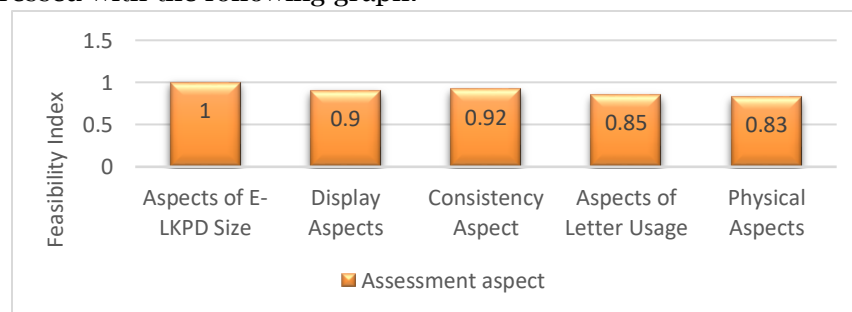 ressed with the following graph.
1.5
1
0.5
0
Feasibility Index
1
0.9
0.92
0.85
0.83
Aspects of E-
LKPD Size
Display
Aspects
Consistency
Aspect
Aspects of
Letter Usage
Physical
Aspects
Assessment aspect